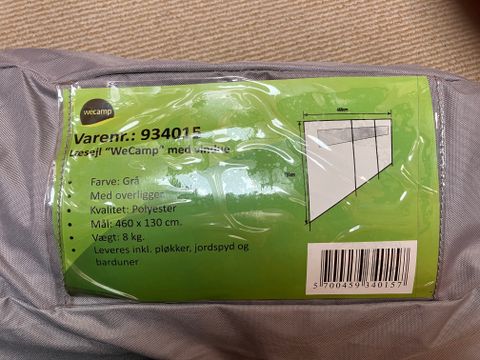 wecamp
Varenr.: 934015
Læsejl "WeCamp" med vindue
• Farve: Grå
Med overligger.
• Kvalitet: Polyester
• Mål: 460 x 130 cm.
• Vægt: 8 kg.
• Leveres inkl. pløkker, jordspyd og
barduner
5 700459 340157